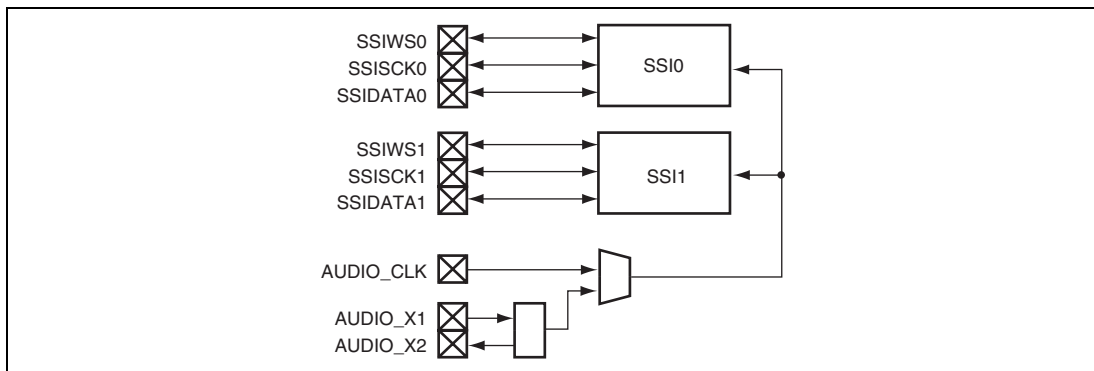 SSIWS0
SSISCK0
SSIDATA0
SSI0
SSIWS1
SSISCK1
SSIDATA1
SSI1
AUDIO_CLK
AUDIO_X1
AUDIO_X2